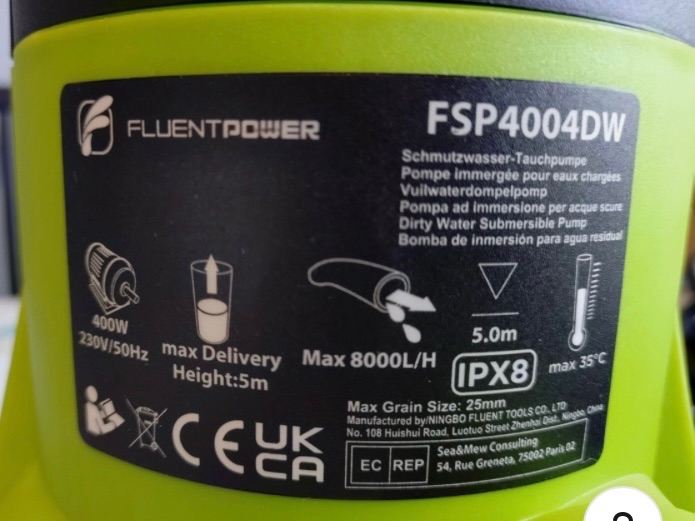 FLUENTPOWER
FSP4004DW
Schmutzwasser-Tauchpumpe
Pompe immergée pour eaux chargées
Vuilwaterdompelpomp
Pompa ad immersione per acque scure
Dirty Water Submersible Pump
Bomba de inmersión para agua residual
400W
230V/50Hz
max Delivery
Height:5m
Max 8000L/H
5.0m
IPX8
max 35°C
Max Grain Size: 25mm
Manufactured by/NINGBO FLUENT TOOLS CO., LTD
No. 108 Huishui Road, Luotuo Street Zhenhai Dist., Ningbo, China
CE
UK
CA
EC REP
Sea&Mew Consulting
54, Rue Greneta, 75002 Paris 02